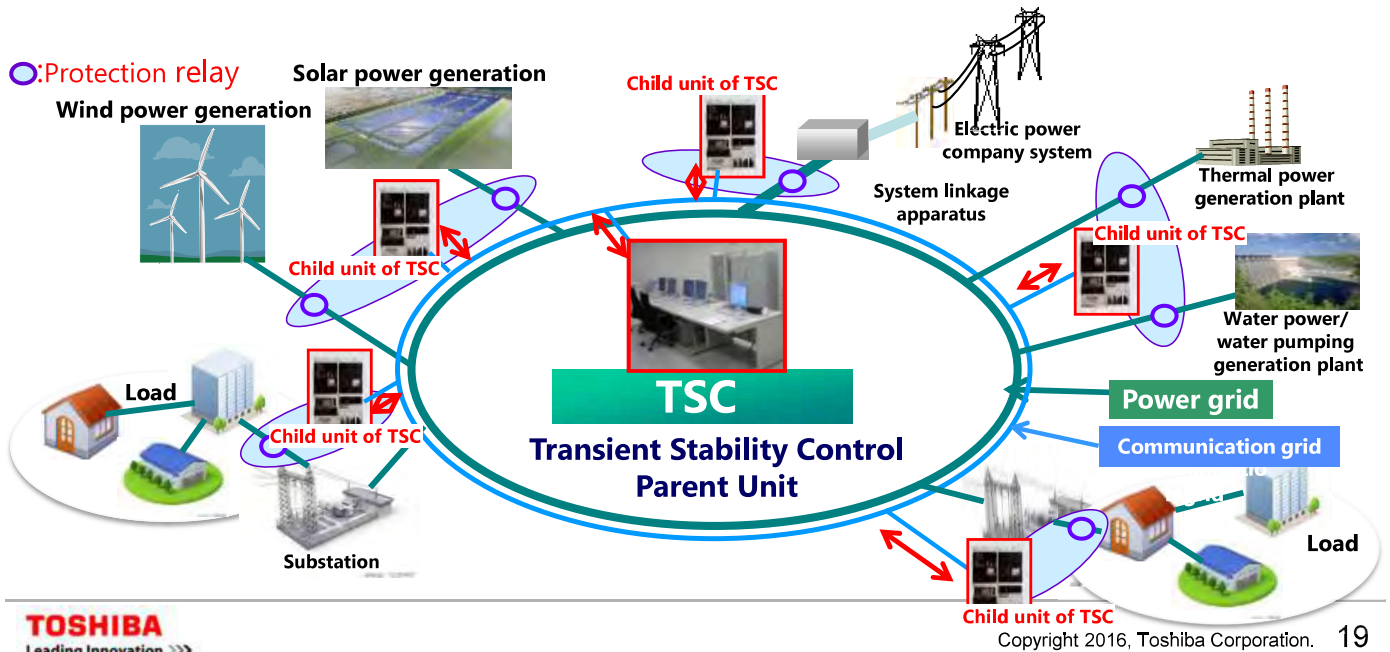 :Protection relay
Wind power generation
Solar power generation
Child unit of TSC
Electric power
company system
System linkage
apparatus
Thermal power
generation plant
Child unit of TSC
Water power/
water pumping
generation plant
Child unit of TSC
Load
Child unit of TSC
Substation
TSC
Transient Stability Control
Parent Unit
Power grid
Communication grid
Load
Child unit of TSC
TOSHIBA
Leading Innovation >>>
Copyright 2016, Toshiba Corporation. 19